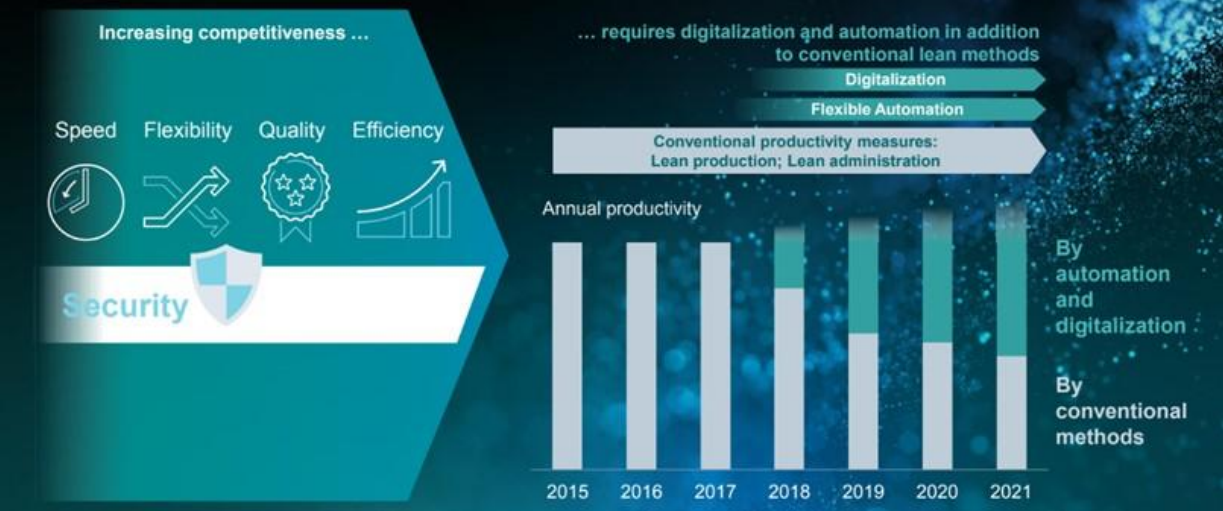 Increasing competitiveness ...
Speed Flexibility Quality Efficiency
Security
... requires digitalization and automation in addition
to conventional lean methods
Digitalization
Flexible Automation
Conventional productivity measures:
Lean production; Lean administration
Annual productivity
By
automation
and
digitalization
By
conventional
methods
2015 2016 2017 2018 2019 2020 2021